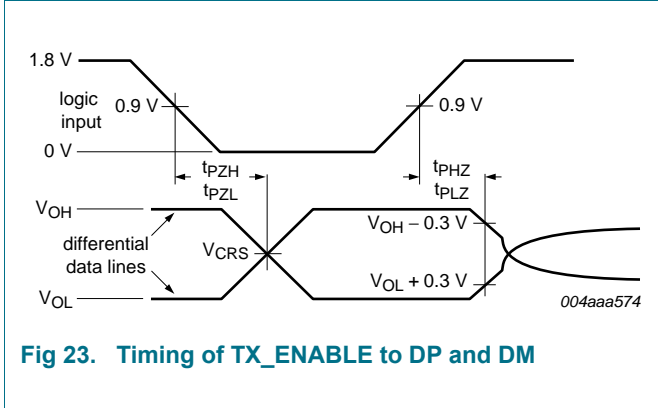 1.8 V
logic
input
0.9 V
0.9 V
0 V
tPZH
tPZL
tPHZ
tPLZ
VOH
VOH − 0.3 V
differential
data lines
VCRS
VOL + 0.3 V
VOL
004aaa574
Fig 23. Timing of TX_ENABLE to DP and DM